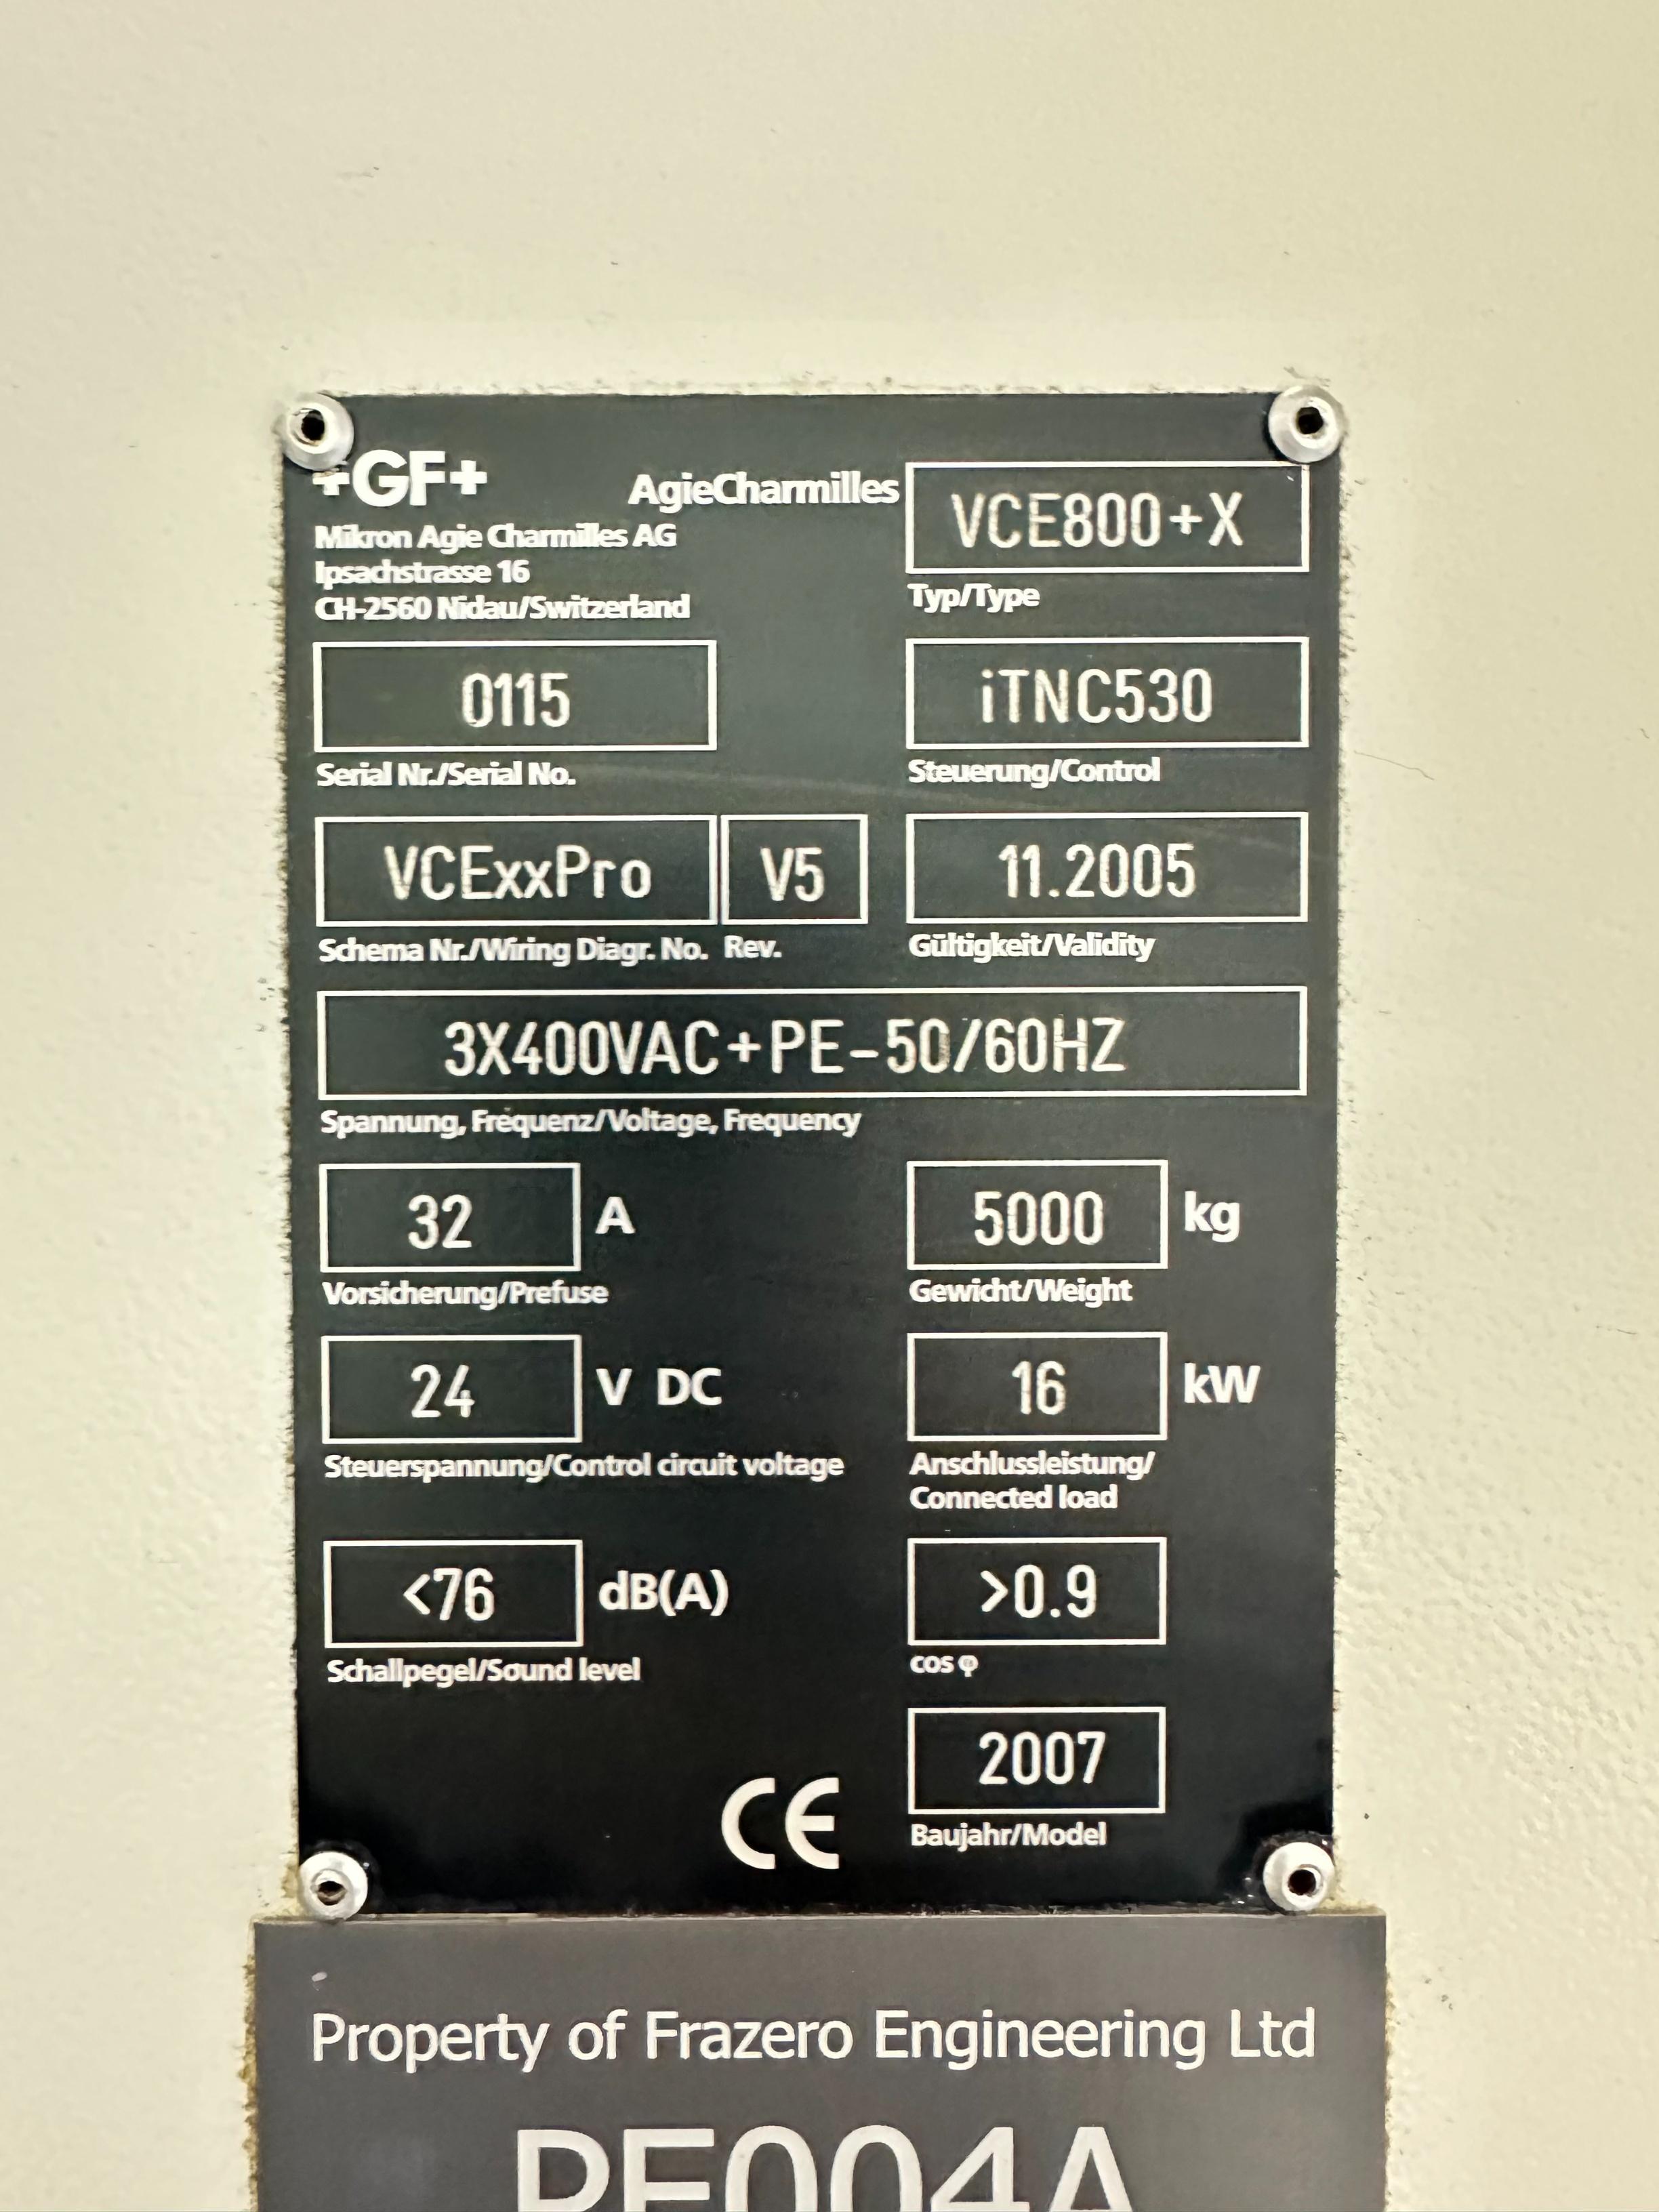 +GF+
AgieCharmilles
Mikron Agie Charmilles AG
Ipsachstrasse 16
CH-2560 Nidau/Switzerland
VCE800+X
Typ/Type
0115
Serial Nr./Serial No.
iTNC530
Steuerung/Control
VCExxPro
V5
Schema Nr./Wiring Diagr. No. Rev.
11.2005
Gültigkeit/Validity
3X400VAC+PE-50/60HZ
Spannung, Frequenz/Voltage, Frequency
32 A
Vorsicherung/Prefuse
5000 kg
Gewicht/Weight
24 V DC
Steuerspannung/Control circuit voltage
16 kW
Anschlussleistung/
Connected load
<76 dB(A)
Schallpegel/Sound level
>0.9
cos φ
2007
Baujahr/Model
CE
Property of Frazero Engineering Ltd